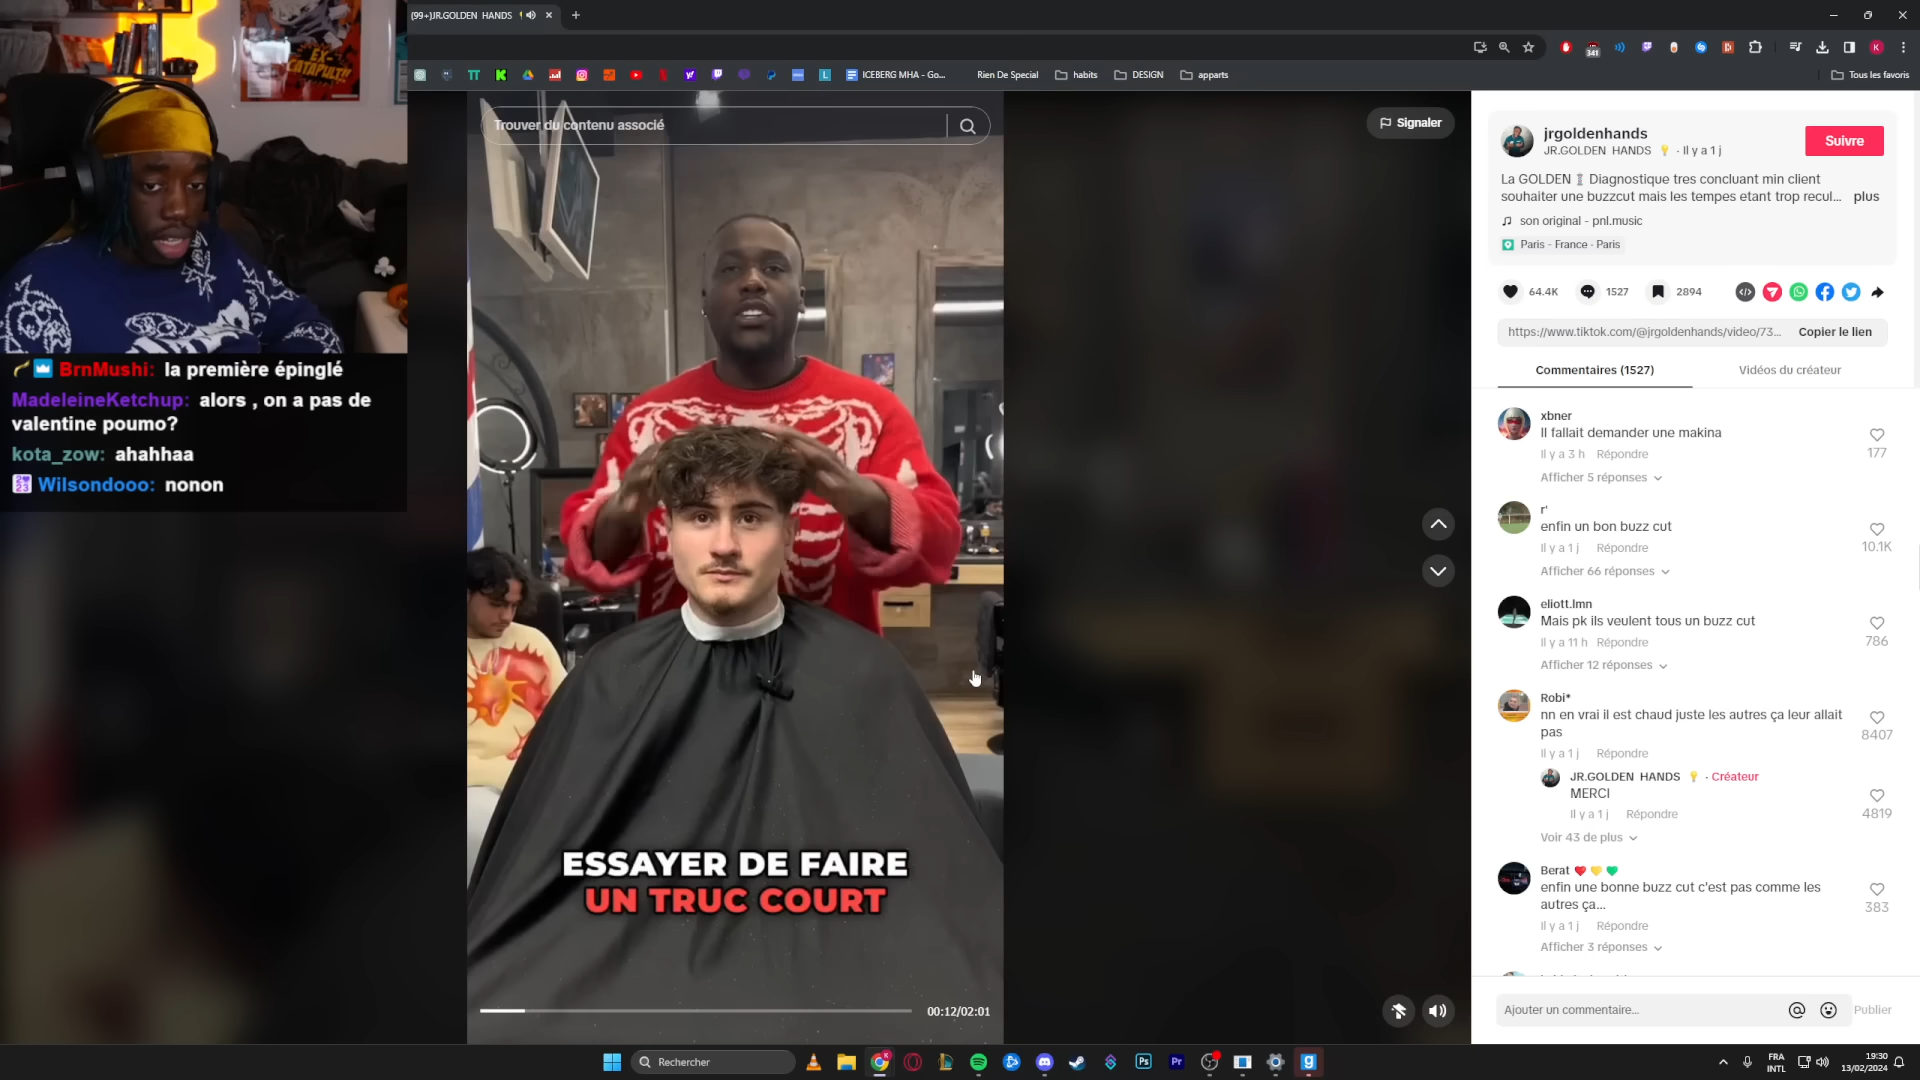 (99+)JR.GOLDEN HANDS
ICEBERG MHA - Go...
Rien De Special
habits
DESIGN
apparts
Tous les favoris
341
EX-
CATAPULT!!
BrnMushi: la première épinglé
MadeleineKetchup: alors , on a pas de
valentine poumo?
kota_zow: ahahhaa
Wilsondooo: nonon
Trouver du contenu associé
Signaler
ESSAYER DE FAIRE
UN TRUC COURT
00:12/02:01
jrgoldenhands
JR.GOLDEN HANDS · Il y a 1 j
Suivre
La GOLDEN Diagnostique tres concluant min client
souhaiter une buzzcut mais les tempes etant trop recul... plus
son original - pnl.music
Paris - France · Paris
64.4K
1527
2894
https://www.tiktok.com/@jrgoldenhands/video/73...
Copier le lien
Commentaires (1527)
Vidéos du créateur
xbner
Il fallait demander une makina
Il y a 3 h Répondre
177
Afficher 5 réponses
r'
enfin un bon buzz cut
Il y a 1 j Répondre
10.1K
Afficher 66 réponses
eliott.lmn
Mais pk ils veulent tous un buzz cut
Il y a 11 h Répondre
786
Afficher 12 réponses
Robi*
nn en vrai il est chaud juste les autres ça leur allait
pas
8407
Il y a 1 j Répondre
JR.GOLDEN HANDS · Créateur
MERCI
Il y a 1 j Répondre
4819
Voir 43 de plus
Berat
enfin une bonne buzz cut c'est pas comme les
autres ça...
383
Il y a 1 j Répondre
Afficher 3 réponses
Ajouter un commentaire...
Publier
Rechercher
FRA
INTL
19:30
13/02/2024